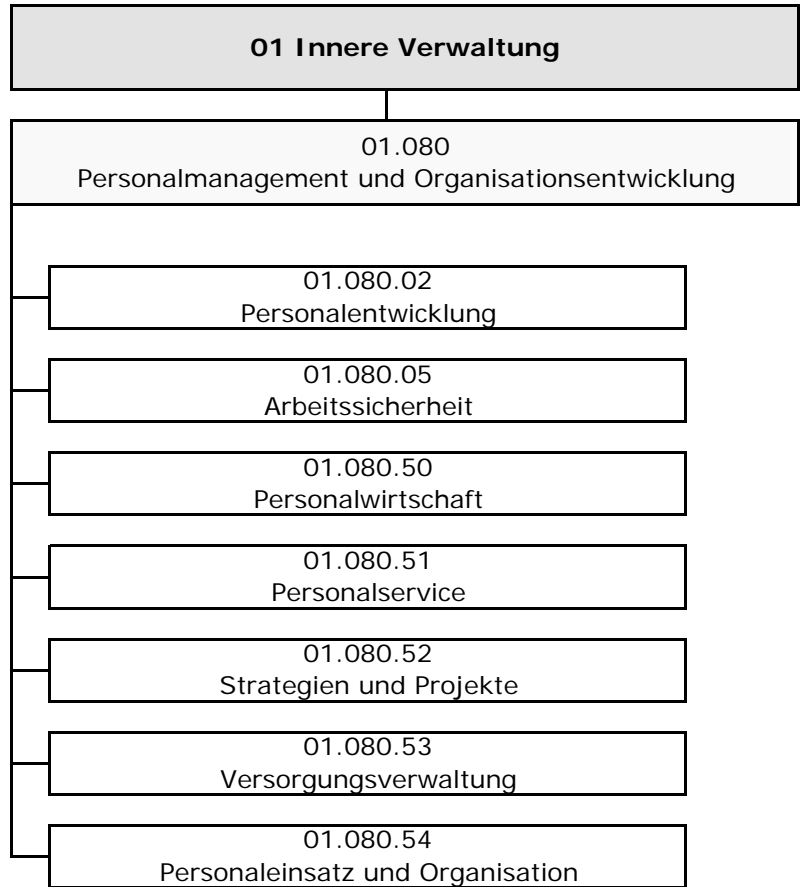 01 Innere Verwaltung
01.080
Personalmanagement und Organisationsentwicklung
01.080.02
Personalentwicklung
01.080.05
Arbeitssicherheit
01.080.50
Personalwirtschaft
01.080.51
Personalservice
01.080.52
Strategien und Projekte
01.080.53
Versorgungsverwaltung
01.080.54
Personaleinsatz und Organisation